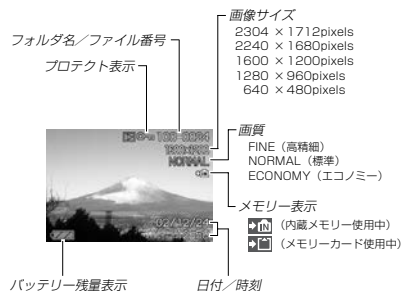 画像サイズ
2304 ×1712pixels
2240 ×1680pixels
1600 ×1200pixels
1280 ×960pixels
640 ×480pixels
フォルダ名／ファイル番号
プロテクト表示
NORMAL
画質
FINE（高精細）
NORMAL（標準）
ECONOMY（エコノミー）
メモリー表示
IN（内蔵メモリー使用中）
（メモリーカード使用中）
'02/12/24
バッテリー残量表示
日付／時刻